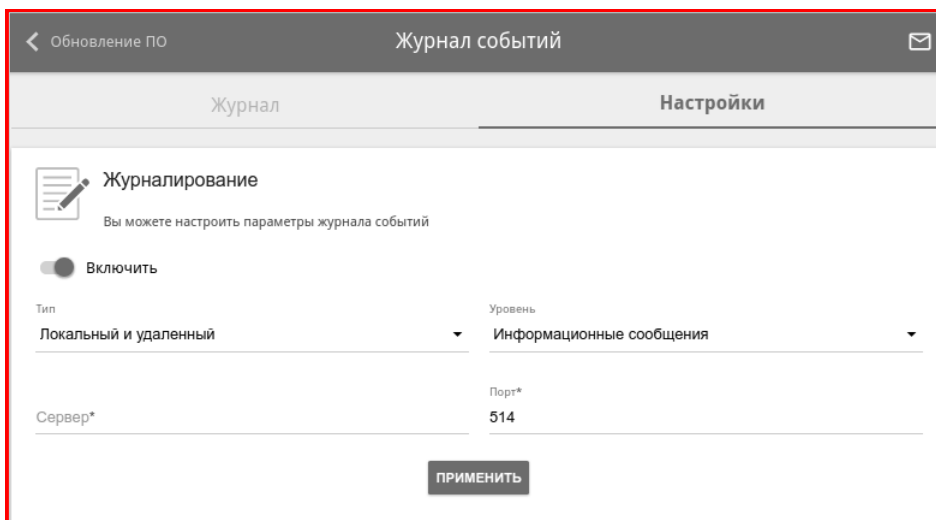 Обновление ПО
Журнал событий
Журнал
Настройки
Журналирование
Вы можете настроить параметры журнала событий
Включить
Тип
Уровень
Локальный и удаленный
Информационные сообщения
Порт*
Сервер*
514
ПРИМЕНИТЬ